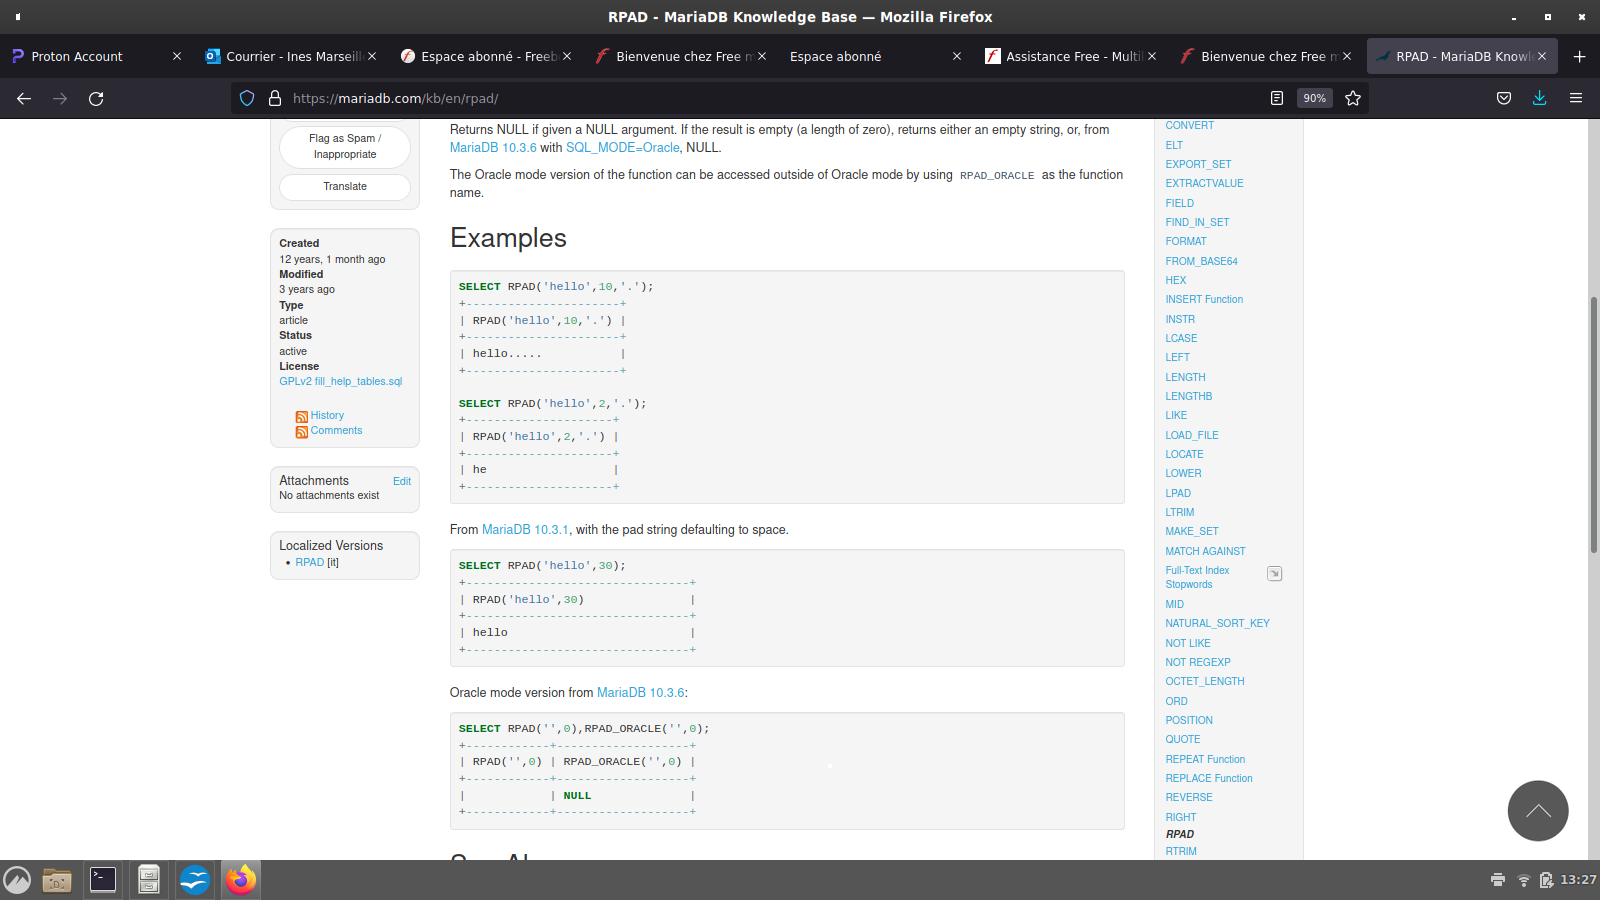 RPAD - MariaDB Knowledge Base — Mozilla Firefox
Proton Account
Courrier - Ines Marseill
Espace abonné - Freeb
Bienvenue chez Free m
Espace abonné
Assistance Free - Multi
Bienvenue chez Free m
RPAD - MariaDB Knowl
https://mariadb.com/kb/en/rpad/
90%
Flag as Spam /
Inappropriate
Translate
Created
12 years, 1 month ago
Modified
3 years ago
Type
article
Status
active
License
GPLv2 fill_help_tables.sql
History
Comments
Attachments Edit
No attachments exist
Localized Versions
• RPAD [it]
Returns NULL if given a NULL argument. If the result is empty (a length of zero), returns either an empty string, or, from
MariaDB 10.3.6 with SQL_MODE=Oracle, NULL.
The Oracle mode version of the function can be accessed outside of Oracle mode by using RPAD_ORACLE as the function
name.
Examples
SELECT RPAD('hello',10,'.');
+----------------------+
| RPAD('hello',10,'.') |
+----------------------+
| hello.....           |
+----------------------+
SELECT RPAD('hello',2,'.');
+---------------------+
| RPAD('hello',2,'.') |
+---------------------+
| he                  |
+---------------------+
From MariaDB 10.3.1, with the pad string defaulting to space.
SELECT RPAD('hello',30);
+--------------------------------+
| RPAD('hello',30)               |
+--------------------------------+
| hello                          |
+--------------------------------+
Oracle mode version from MariaDB 10.3.6:
SELECT RPAD('',0),RPAD_ORACLE('',0);
+------------+-------------------+
| RPAD('',0) | RPAD_ORACLE('',0) |
+------------+-------------------+
|            | NULL              |
+------------+-------------------+
CONVERT
ELT
EXPORT_SET
EXTRACTVALUE
FIELD
FIND_IN_SET
FORMAT
FROM_BASE64
HEX
INSERT Function
INSTR
LCASE
LEFT
LENGTH
LENGTHB
LIKE
LOAD_FILE
LOCATE
LOWER
LPAD
LTRIM
MAKE_SET
MATCH AGAINST
Full-Text Index
Stopwords
MID
NATURAL_SORT_KEY
NOT LIKE
NOT REGEXP
OCTET_LENGTH
ORD
POSITION
QUOTE
REPEAT Function
REPLACE Function
REVERSE
RIGHT
RPAD
RTRIM
13:27